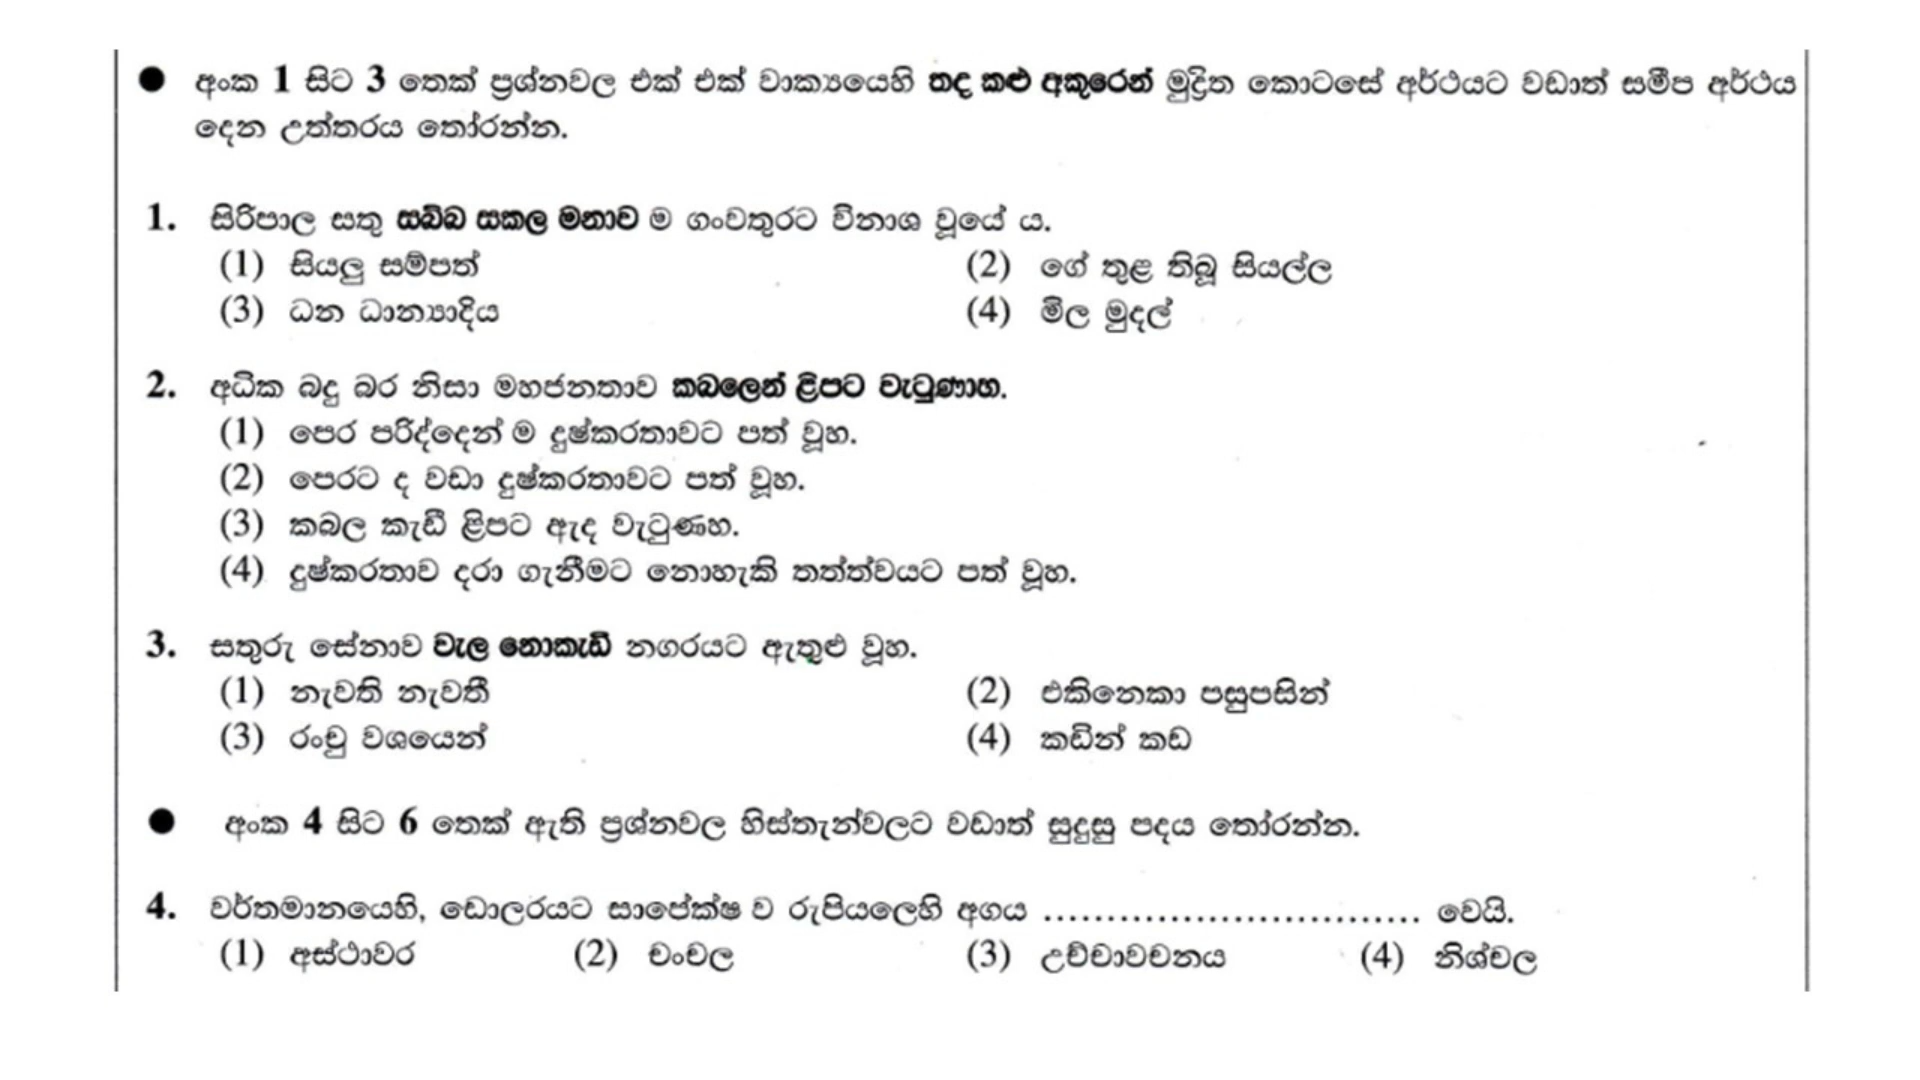 ● අංක 1 සිට 3 තෙක් ප්‍රශ්නවල එක් එක් වාක්‍යයෙහි තද කළු අකුරෙන් මුද්‍රිත කොටසේ අර්ථයට වඩාත් සමීප අර්ථය
දෙන උත්තරය තෝරන්න.
1. සිරිපාල සතු සබ්බ සකල මනාව ම ගංවතුරට විනාශ වූයේ ය.
(1) සියලු සම්පත් (2) ගේ තුළ තිබූ සියල්ල
(3) ධන ධාන්‍යාදිය (4) මිල මුදල්
2. අධික බදු බර නිසා මහජනතාව කබලෙන් ළිපට වැටුණාහ.
(1) පෙර පරිද්දෙන් ම දුෂ්කරතාවට පත් වූහ.
(2) පෙරට ද වඩා දුෂ්කරතාවට පත් වූහ.
(3) කබල කැඩී ළිපට ඇද වැටුණහ.
(4) දුෂ්කරතාව දරා ගැනීමට නොහැකි තත්ත්වයට පත් වූහ.
3. සතුරු සේනාව වැල නොකැඩී නගරයට ඇතුළු වූහ.
(1) නැවති නැවතී (2) එකිනෙකා පසුපසින්
(3) රංචු වශයෙන් (4) කඩින් කඩ
● අංක 4 සිට 6 තෙක් ඇති ප්‍රශ්නවල හිස්තැන්වලට වඩාත් සුදුසු පදය තෝරන්න.
4. වර්තමානයෙහි, ඩොලරයට සාපේක්ෂ ව රුපියලෙහි අගය .............................. වෙයි.
(1) අස්ථාවර (2) චංචල (3) උච්චාවචනය (4) නිශ්චල